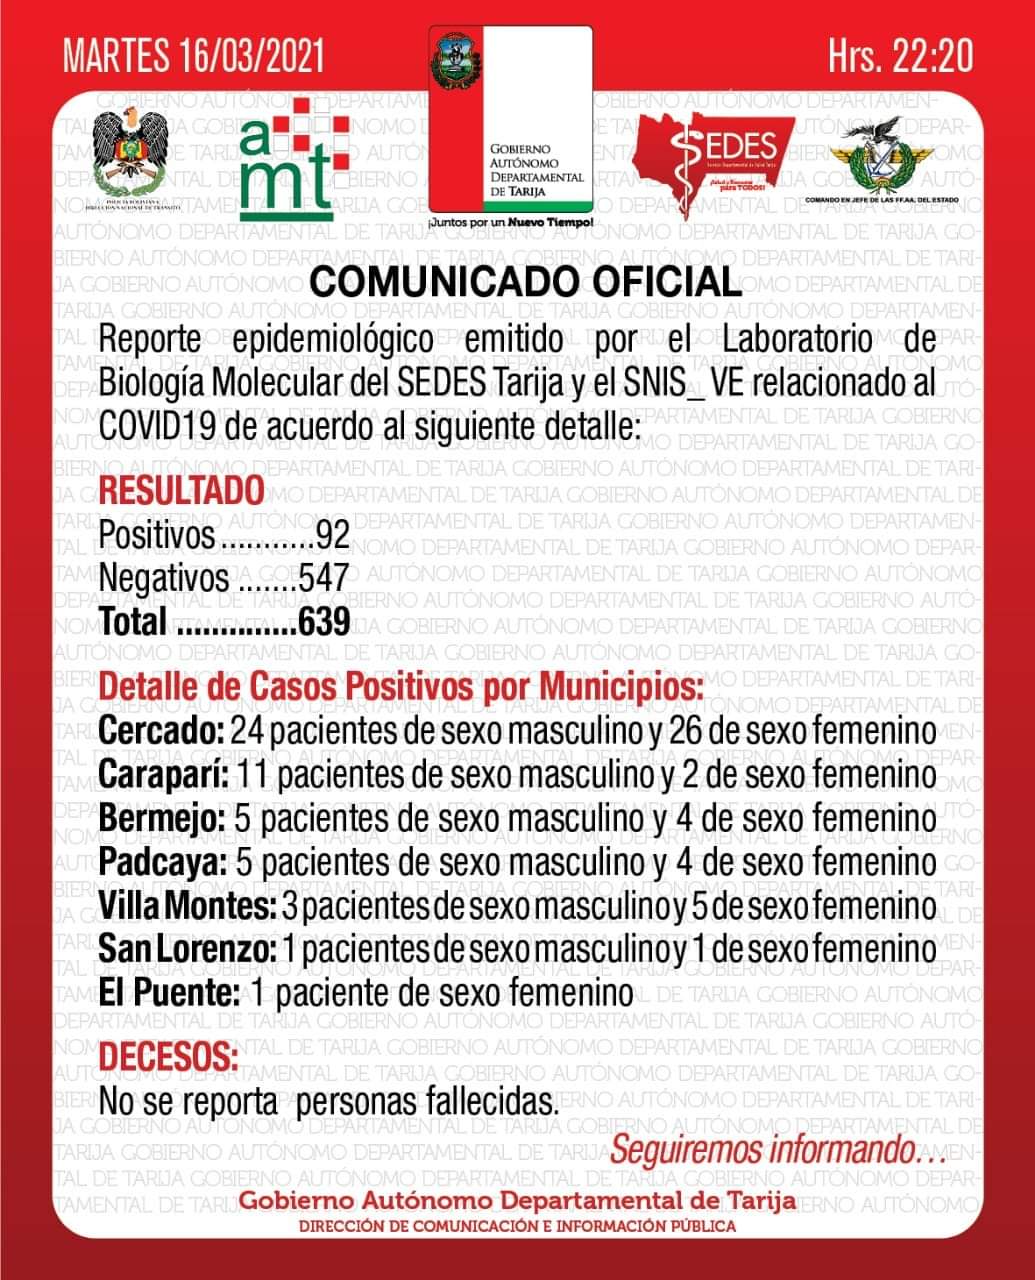 MARTES 16/03/2021
Hrs. 22:20
POLICÍA BOLIVIANA
DIRECCIÓN NACIONAL DE TRÁNSITO
amt
GOBIERNO
AUTÓNOMO
DEPARTAMENTAL
DE TARIJA
¡Juntos por un Nuevo Tiempo!
SEDES
Servicio Departamental de Salud Tarija
para TODOS!
COMANDO EN JEFE DE LAS FF.AA. DEL ESTADO
COMUNICADO OFICIAL
Reporte epidemiológico emitido por el Laboratorio de
Biología Molecular del SEDES Tarija y el SNIS_ VE relacionado al
COVID19 de acuerdo al siguiente detalle:
RESULTADO
Positivos...........92
Negativos .......547
Total ..............639
Detalle de Casos Positivos por Municipios:
Cercado: 24 pacientes de sexo masculino y 26 de sexo femenino
Caraparí: 11 pacientes de sexo masculino y 2 de sexo femenino
Bermejo: 5 pacientes de sexo masculino y 4 de sexo femenino
Padcaya: 5 pacientes de sexo masculino y 4 de sexo femenino
Villa Montes: 3 pacientes de sexo masculino y 5 de sexo femenino
San Lorenzo: 1 pacientes de sexo masculino y 1 de sexo femenino
El Puente: 1 paciente de sexo femenino
DECESOS:
No se reporta personas fallecidas.
Seguiremos informando...
Gobierno Autónomo Departamental de Tarija
DIRECCIÓN DE COMUNICACIÓN E INFORMACIÓN PÚBLICA